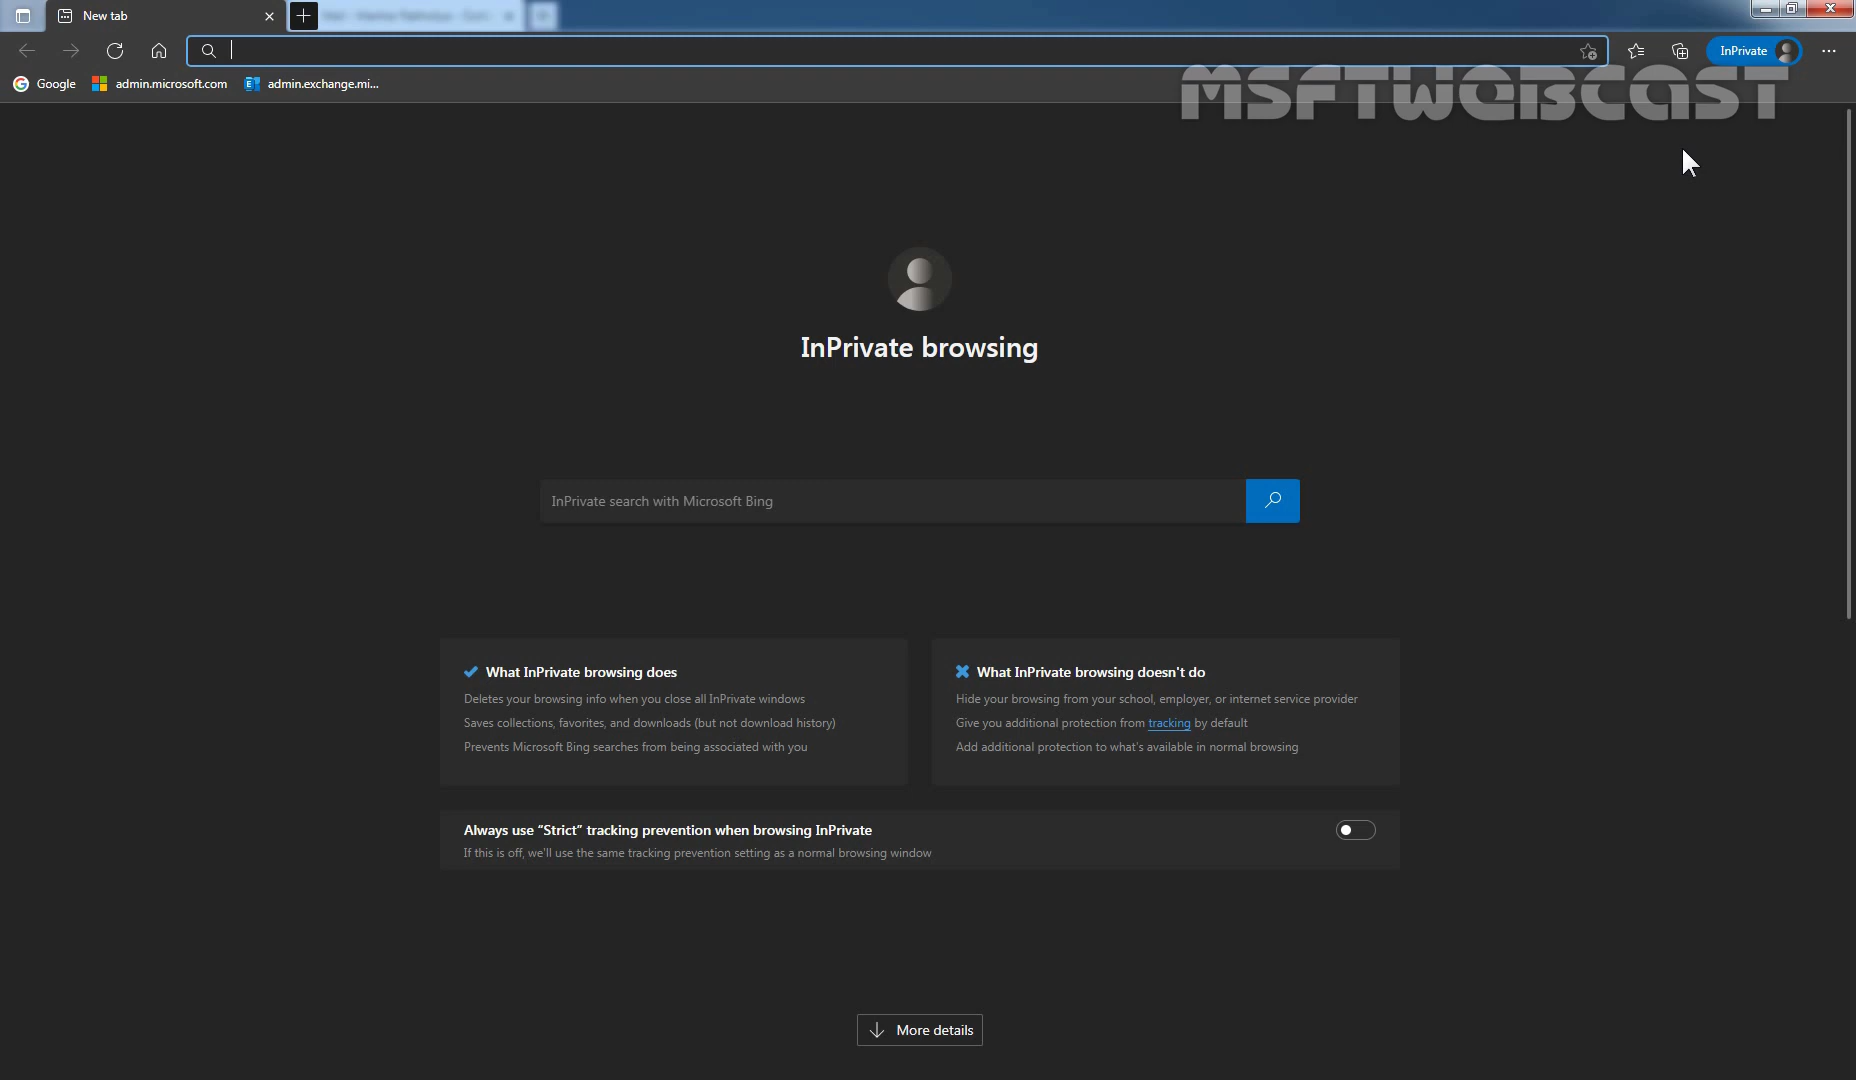 New tab
InPrivate
Google
admin.microsoft.com
admin.exchange.mi...
MSFTWEBCAST
InPrivate browsing
InPrivate search with Microsoft Bing
What InPrivate browsing does
Deletes your browsing info when you close all InPrivate windows
Saves collections, favorites, and downloads (but not download history)
Prevents Microsoft Bing searches from being associated with you
What InPrivate browsing doesn't do
Hide your browsing from your school, employer, or internet service provider
Give you additional protection from tracking by default
Add additional protection to what's available in normal browsing
Always use “Strict” tracking prevention when browsing InPrivate
If this is off, we'll use the same tracking prevention setting as a normal browsing window
More details